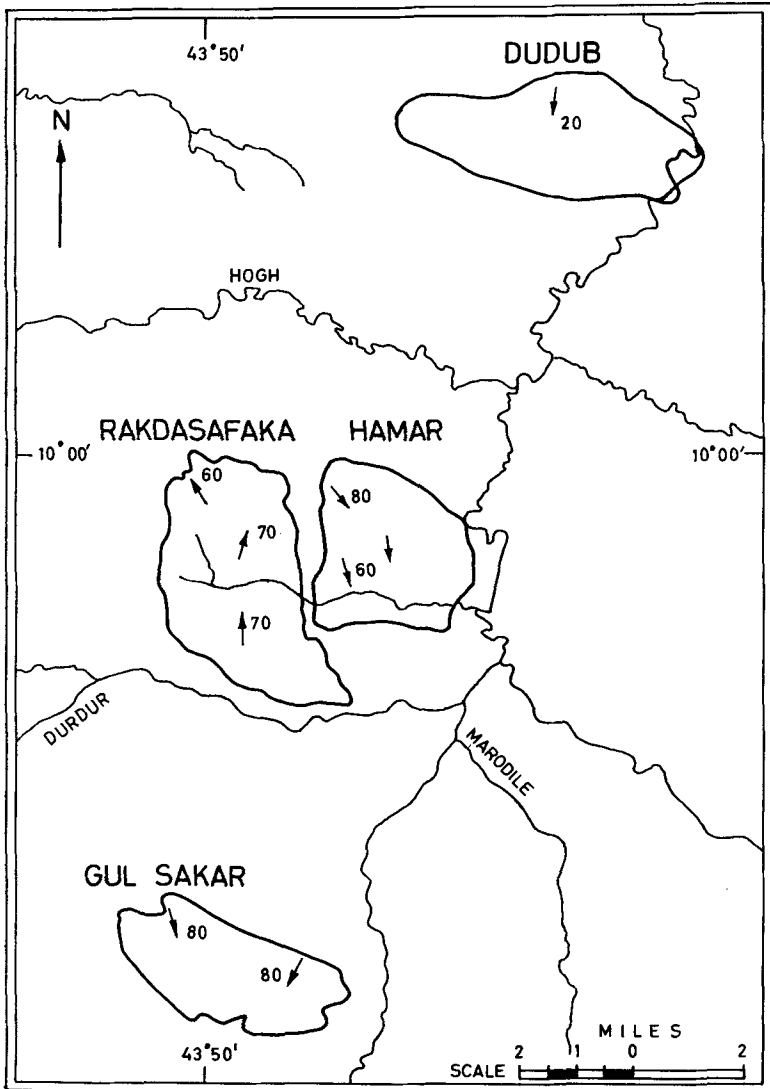 43°50'
DUDUB
N
20
HOGH
RAKDASAFAKA HAMAR
10°00' 10°00'
60
80
70
60
70
DURDUR
MARODILE
GUL SAKAR
80
80
43°50'
MILES
2 1 0 2
SCALE